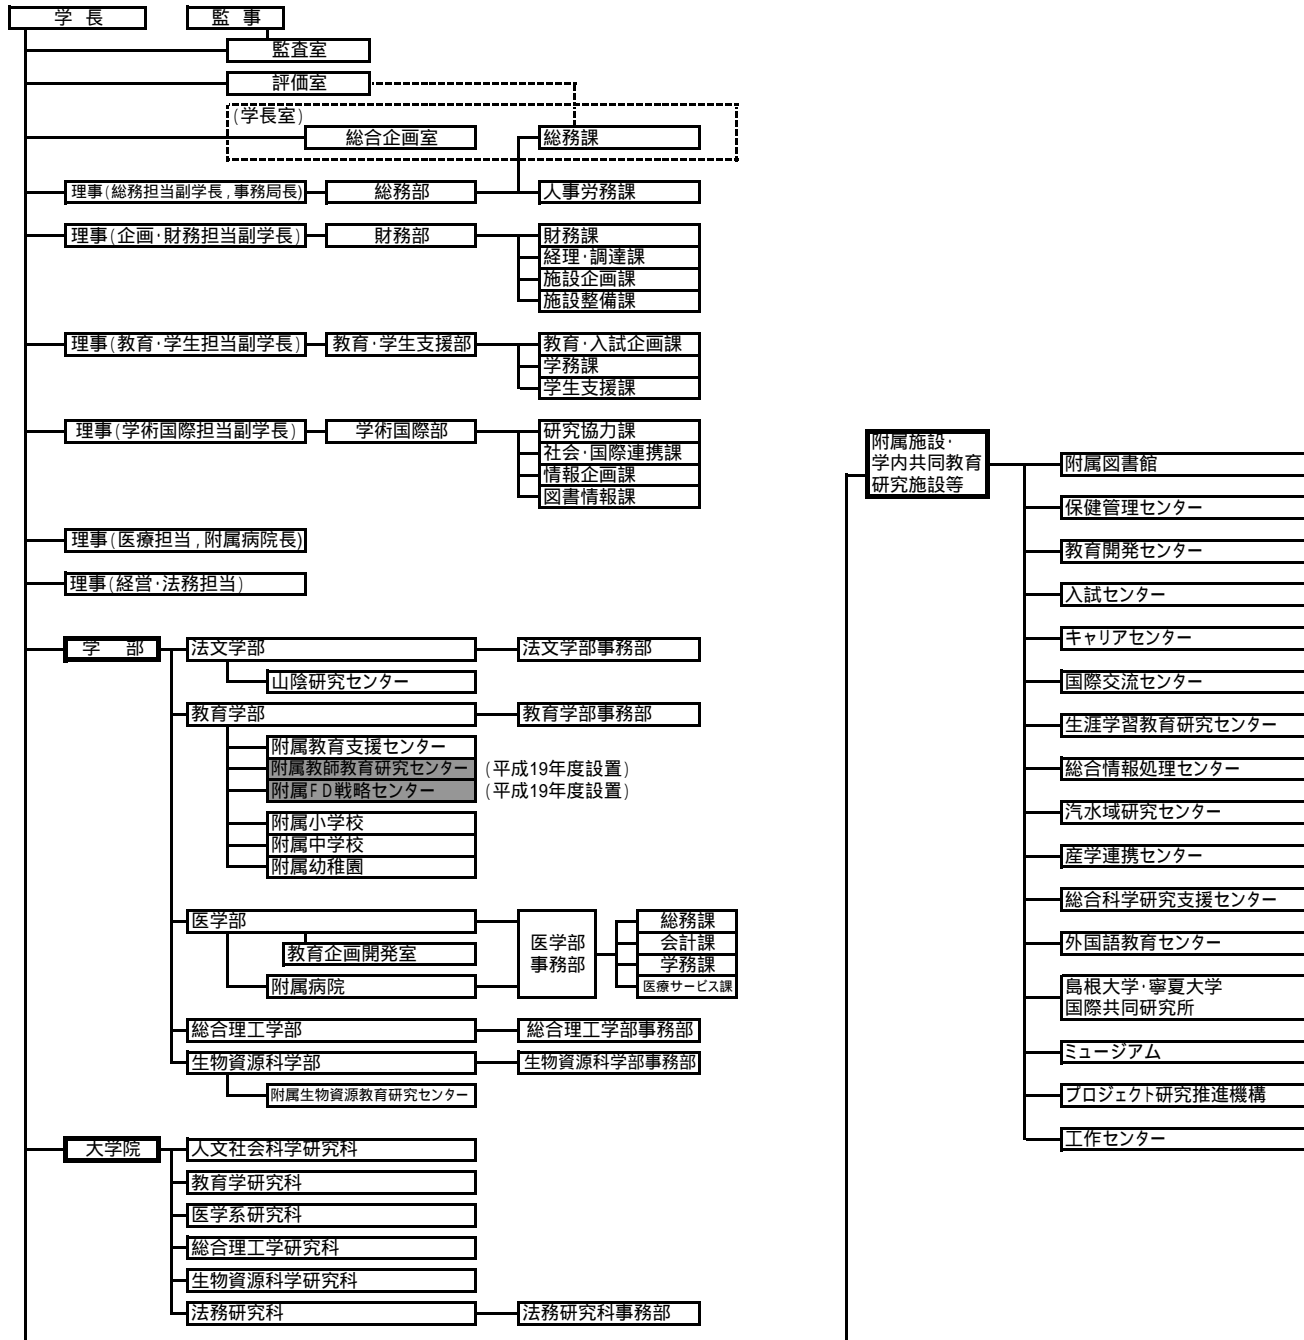 学 長
監 事
監査室
評価室
(学長室)
総合企画室
総務課
理事(総務担当副学長,事務局長)
総務部
人事労務課
理事(企画・財務担当副学長)
財務部
財務課
経理・調達課
施設企画課
施設整備課
理事(教育・学生担当副学長)
教育・学生支援部
教育・入試企画課
学務課
学生支援課
理事(学術国際担当副学長)
学術国際部
研究協力課
社会・国際連携課
情報企画課
図書情報課
理事(医療担当,附属病院長)
理事(経営・法務担当)
学 部
法文学部
法文学部事務部
山陰研究センター
教育学部
教育学部事務部
附属教育支援センター
附属教師教育研究センター
(平成19年度設置)
附属FD戦略センター
(平成19年度設置)
附属小学校
附属中学校
附属幼稚園
医学部
教育企画開発室
附属病院
医学部
事務部
総務課
会計課
学務課
医療サービス課
総合理工学部
総合理工学部事務部
生物資源科学部
生物資源科学部事務部
附属生物資源教育研究センター
大学院
人文社会科学研究科
教育学研究科
医学系研究科
総合理工学研究科
生物資源科学研究科
法務研究科
法務研究科事務部
附属施設・
学内共同教育
研究施設等
附属図書館
保健管理センター
教育開発センター
入試センター
キャリアセンター
国際交流センター
生涯学習教育研究センター
総合情報処理センター
汽水域研究センター
産学連携センター
総合科学研究支援センター
外国語教育センター
島根大学・寧夏大学
国際共同研究所
ミュージアム
プロジェクト研究推進機構
工作センター